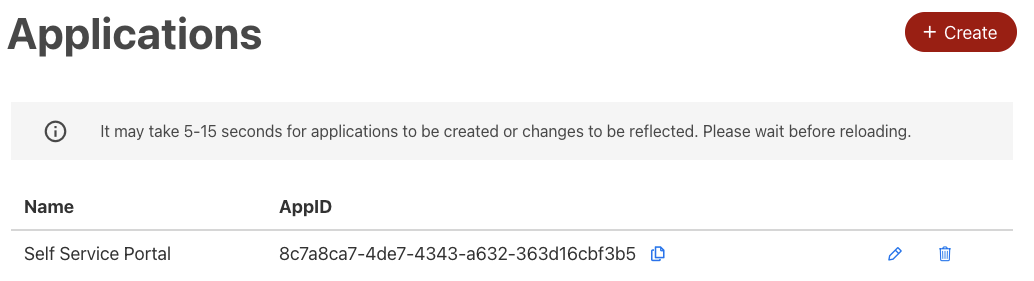 Applications
+ Create
It may take 5-15 seconds for applications to be created or changes to be reflected. Please wait before reloading.
Name AppID
Self Service Portal 8c7a8ca7-4de7-4343-a632-363d16cbf3b5